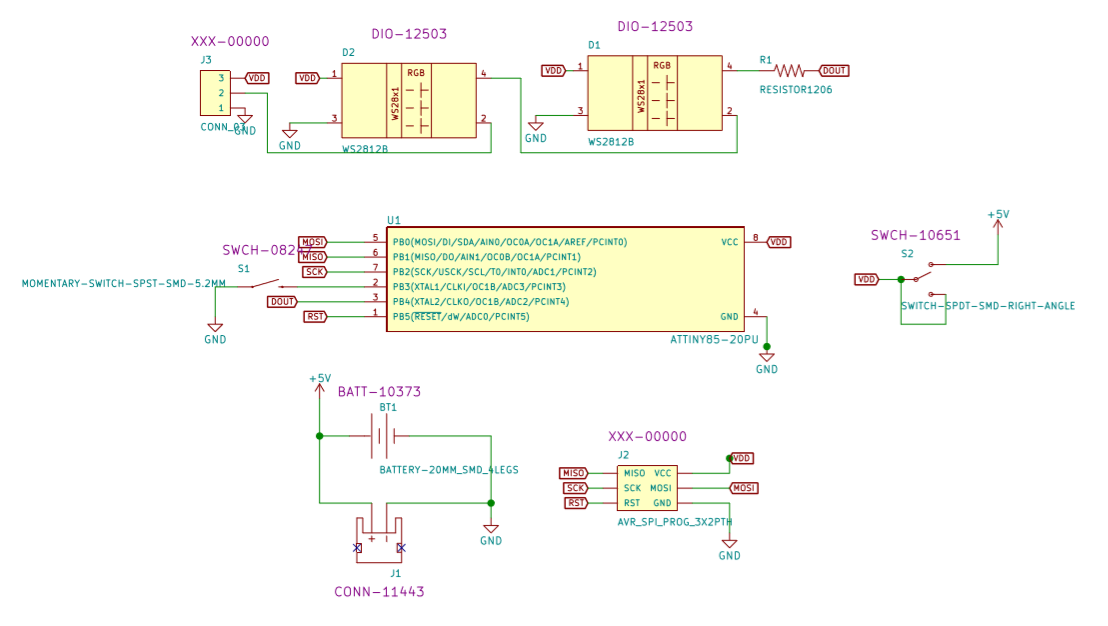 DIO-12503
XXX-00000
J3
3
VDD
2
1
GND
CONN_03
D2
VDD
1
RGB
WS28x1
4
3
2
GND
WS2812B
DIO-12503
D1
VDD
1
RGB
WS28x1
4
3
2
GND
WS2812B
R1
DOUT
RESISTOR1206
U1
SWCH-08247
MOSI
5
PB0(MOSI/DI/SDA/AIN0/OC0A/OC1A/AREF/PCINT0)
VCC
8
VDD
MISO
6
PB1(MISO/DO/AIN1/OC0B/OC1A/PCINT1)
SCK
7
PB2(SCK/USCK/SCL/T0/INT0/ADC1/PCINT2)
S1
MOMENTARY-SWITCH-SPST-SMD-5.2MM
2
PB3(XTAL1/CLKI/OC1B/ADC3/PCINT3)
DOUT
3
PB4(XTAL2/CLKO/OC1B/ADC2/PCINT4)
RST
1
PB5(RESET/dW/ADC0/PCINT5)
GND
4
GND
ATTINY85-20PU
GND
+5V
SWCH-10651
S2
VDD
SWITCH-SPDT-SMD-RIGHT-ANGLE
+5V
BATT-10373
BT1
BATTERY-20MM_SMD_4LEGS
GND
+
J1
CONN-11443
XXX-00000
J2
MISO
MISO VCC
VDD
SCK
SCK MOSI
MOSI
RST
RST GND
AVR_SPI_PROG_3X2PTH
GND